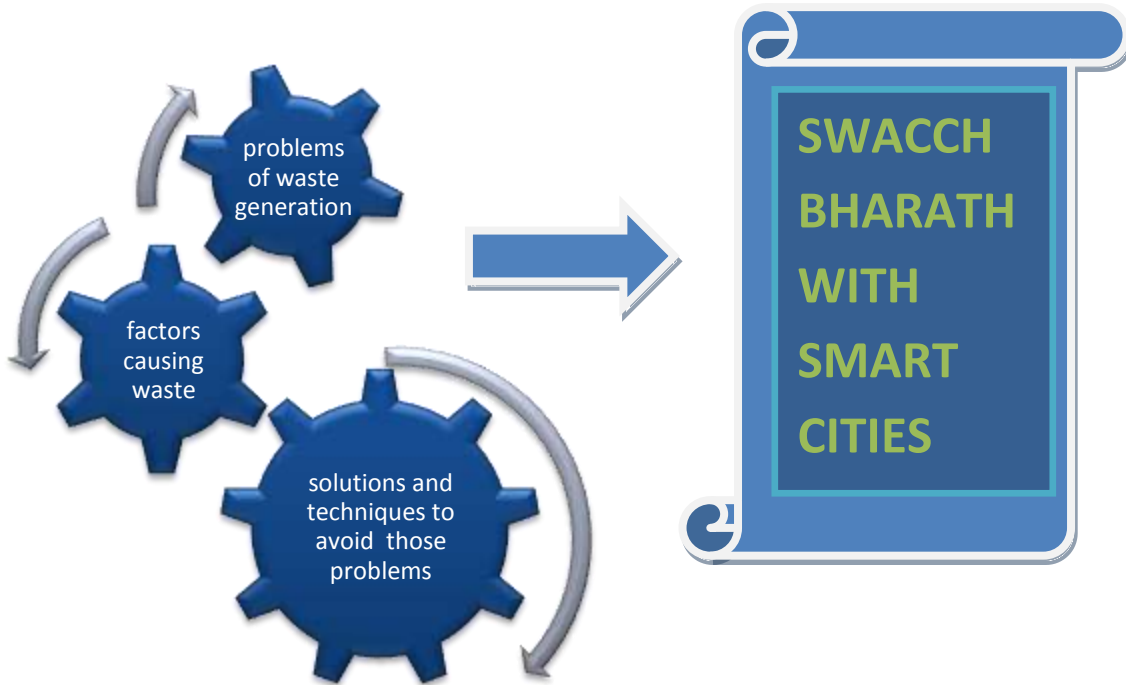 problems
of waste
generation
factors
causing
waste
solutions and
techniques to
avoid those
problems
SWACCH
BHARATH
WITH
SMART
CITIES